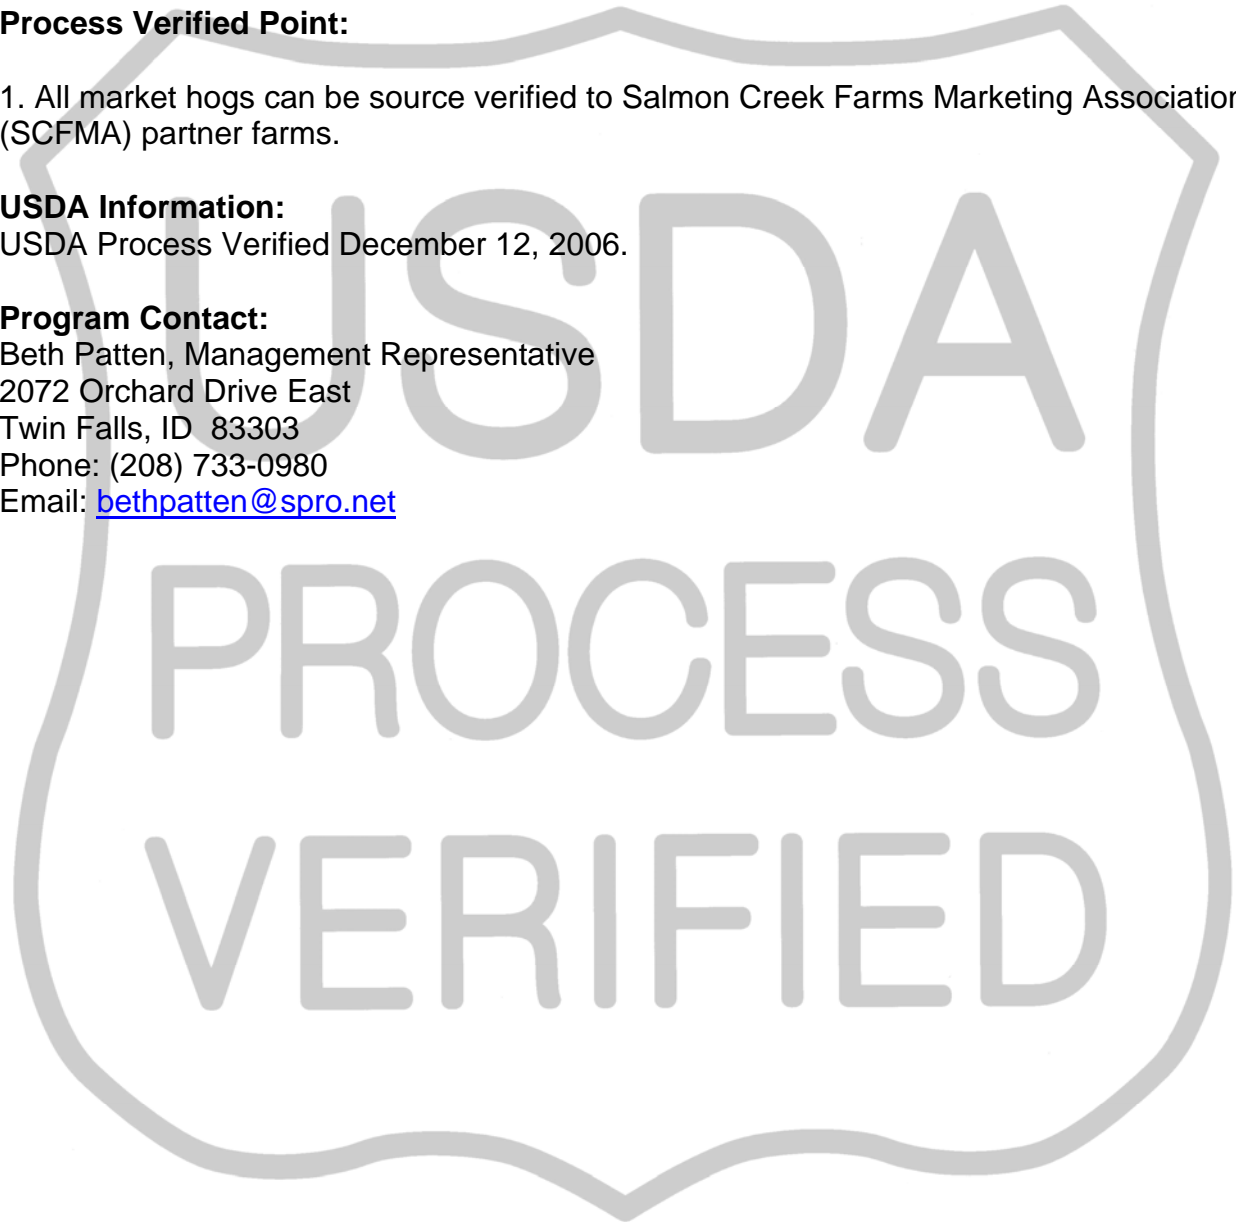 Process Verified Point:
1. All market hogs can be source verified to Salmon Creek Farms Marketing Association
(SCFMA) partner farms.
USDA Information:
USDA Process Verified December 12, 2006.
Program Contact:
Beth Patten, Management Representative
2072 Orchard Drive East
Twin Falls, ID  83303
Phone: (208) 733-0980
Email: bethpatten@spro.net
USDA
PROCESS
VERIFIED